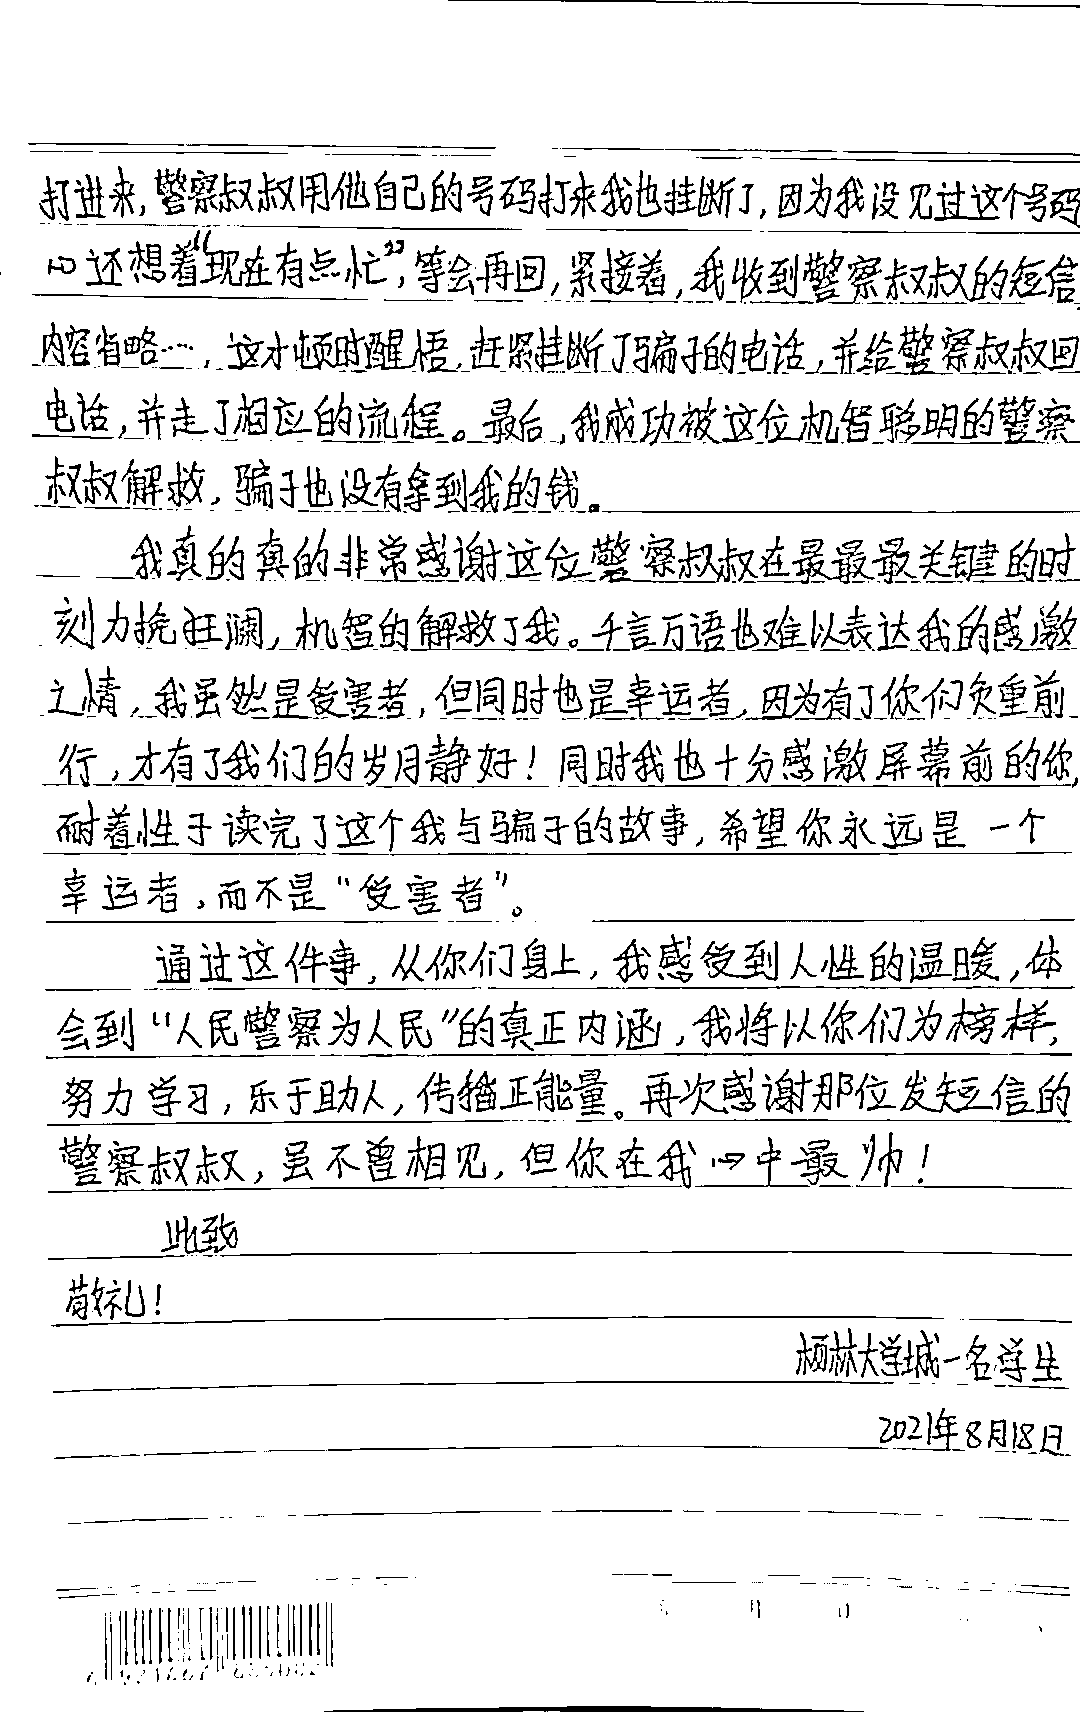 打进来，警察叔叔用他自己的号码打来我也挂断了，因为我没见过这个号码
心还想着“现在有点忙”，等会再回，紧接着，我收到警察叔叔的短信，
内容省略……，这才顿时醒悟，赶紧挂断了骗子的电话，并给警察叔叔回
电话，并走了相应的流程。最后，我成功被这位机智聪明的警察
叔叔解救，骗子也没有拿到我的钱。
我真的真的非常感谢这位警察叔叔在最最最关键的时
刻力挽狂澜，机智的解救了我。千言万语也难以表达我的感激
之情，我虽然是受害者，但同时也是幸运者，因为有了你们负重前
行，才有了我们的岁月静好！同时我也十分感激屏幕前的你，
耐着性子读完了这个我与骗子的故事，希望你永远是一个
幸运者，而不是“受害者”。
通过这件事，从你们身上，我感受到人性的温暖，体
会到“人民警察为人民”的真正内涵，我将以你们为榜样，
努力学习，乐于助人，传播正能量。再次感谢那位发短信的
警察叔叔，虽不曾相见，但你在我心中最帅！
此致
敬礼！
杨林大学城一名学生
2021年8月18日